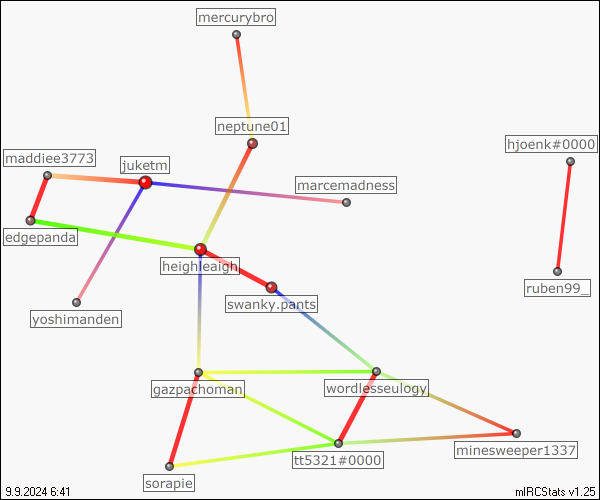 mercurybro
neptune01
hjoenk#0000
maddiee3773
juketm
marcemadness
edgepanda
heighleaigh
swanky.pants
ruben99_
yoshimanden
gazpachoman
wordlesseulogy
minesweeper1337
tt5321#0000
sorapie
9.9.2024 6:41
mIRCStats v1.25